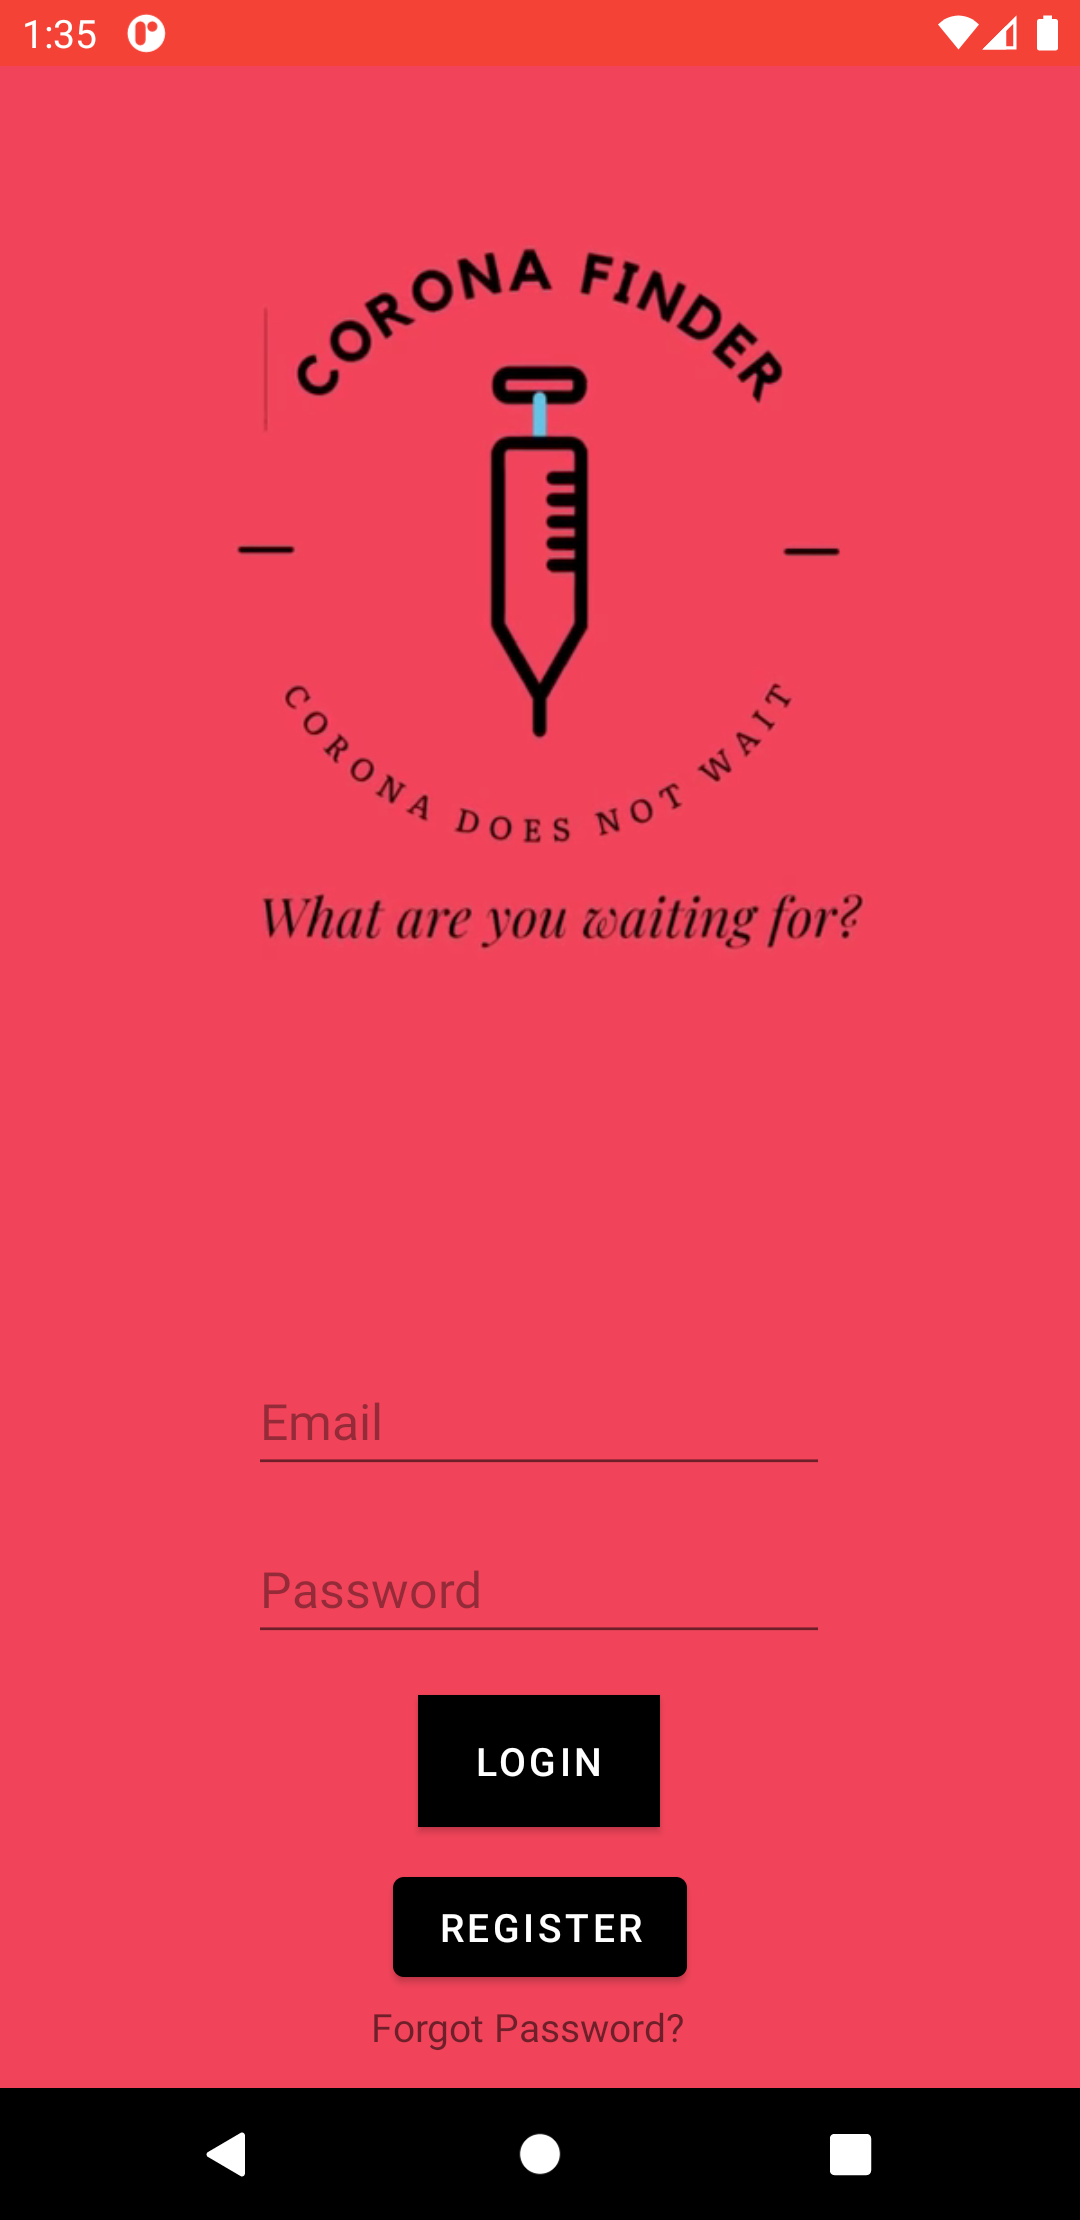 1:35
CORONA FINDER
CORONA DOES NOT WAIT
What are you waiting for?
Email
Password
LOGIN
REGISTER
Forgot Password?